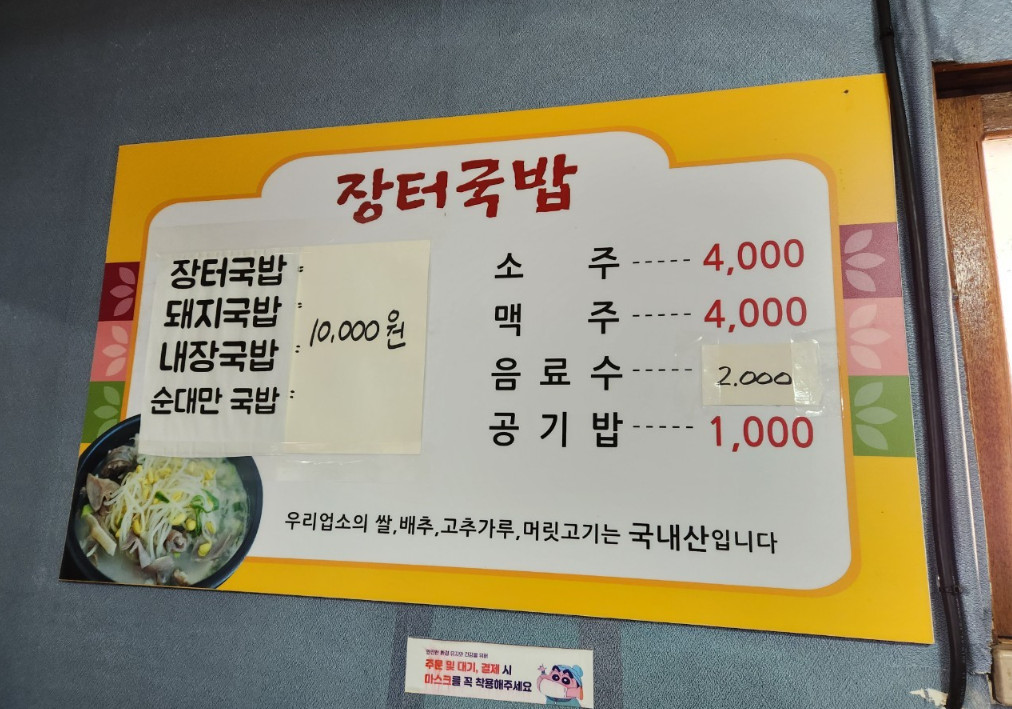 장터국밥
장터국밥 :
돼지국밥 :
내장국밥 :
순대만 국밥 :
10,000원
소 주 ----- 4,000
맥 주 ----- 4,000
음료수 ----- 2.000
공기밥 ----- 1,000
우리업소의 쌀,배추,고추가루,머릿고기는 국내산입니다
주문 및 대기, 결제 시
마스크를 꼭 착용해주세요